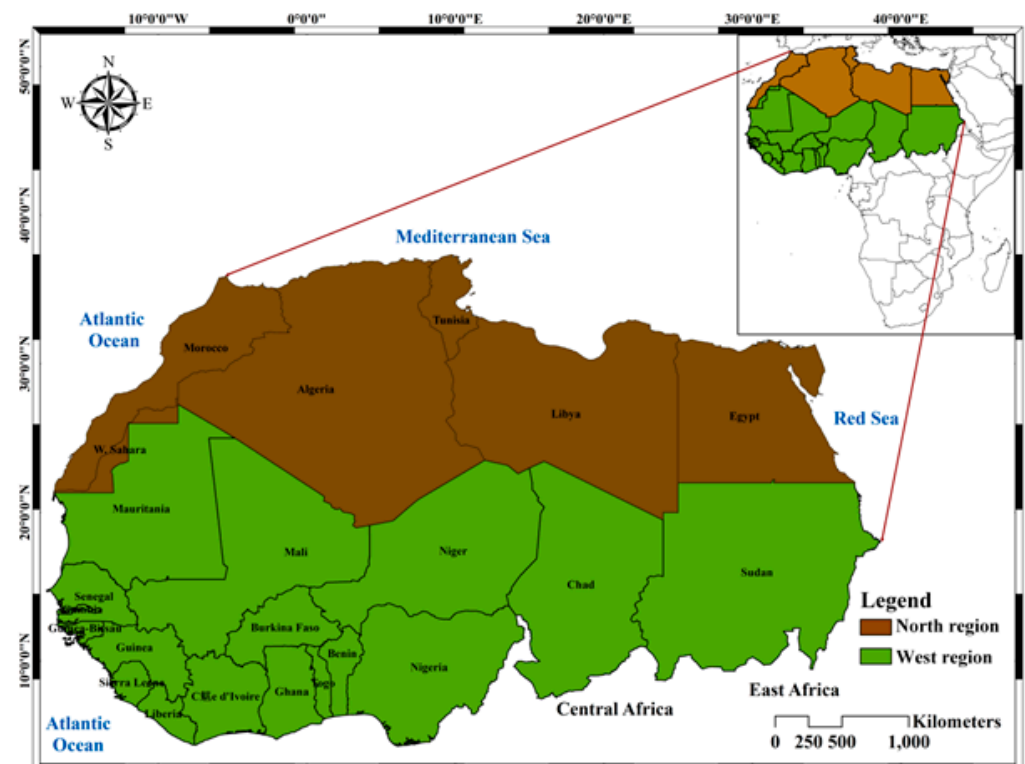 10°0'0"W
0°0'0"E
10°0'0"E
20°0'0"E
30°0'0"E
40°0'0"E
50°0'0"N
40°0'0"N
30°0'0"N
20°0'0"N
10°0'0"N
N
W
E
S
Mediterranean Sea
Atlantic
Ocean
Tunisia
Morocco
Algeria
Libya
Egypt
Red Sea
W. Sahara
Mauritania
Mali
Niger
Chad
Sudan
Senegal
Guinea-Bissau
Guinea
Burkina Faso
Benin
Nigeria
Sierra Leone
Togo
Ghana
Liberia
Legend
North region
West region
Central Africa
East Africa
Atlantic
Ocean
Kilometers
0 250 500 1,000